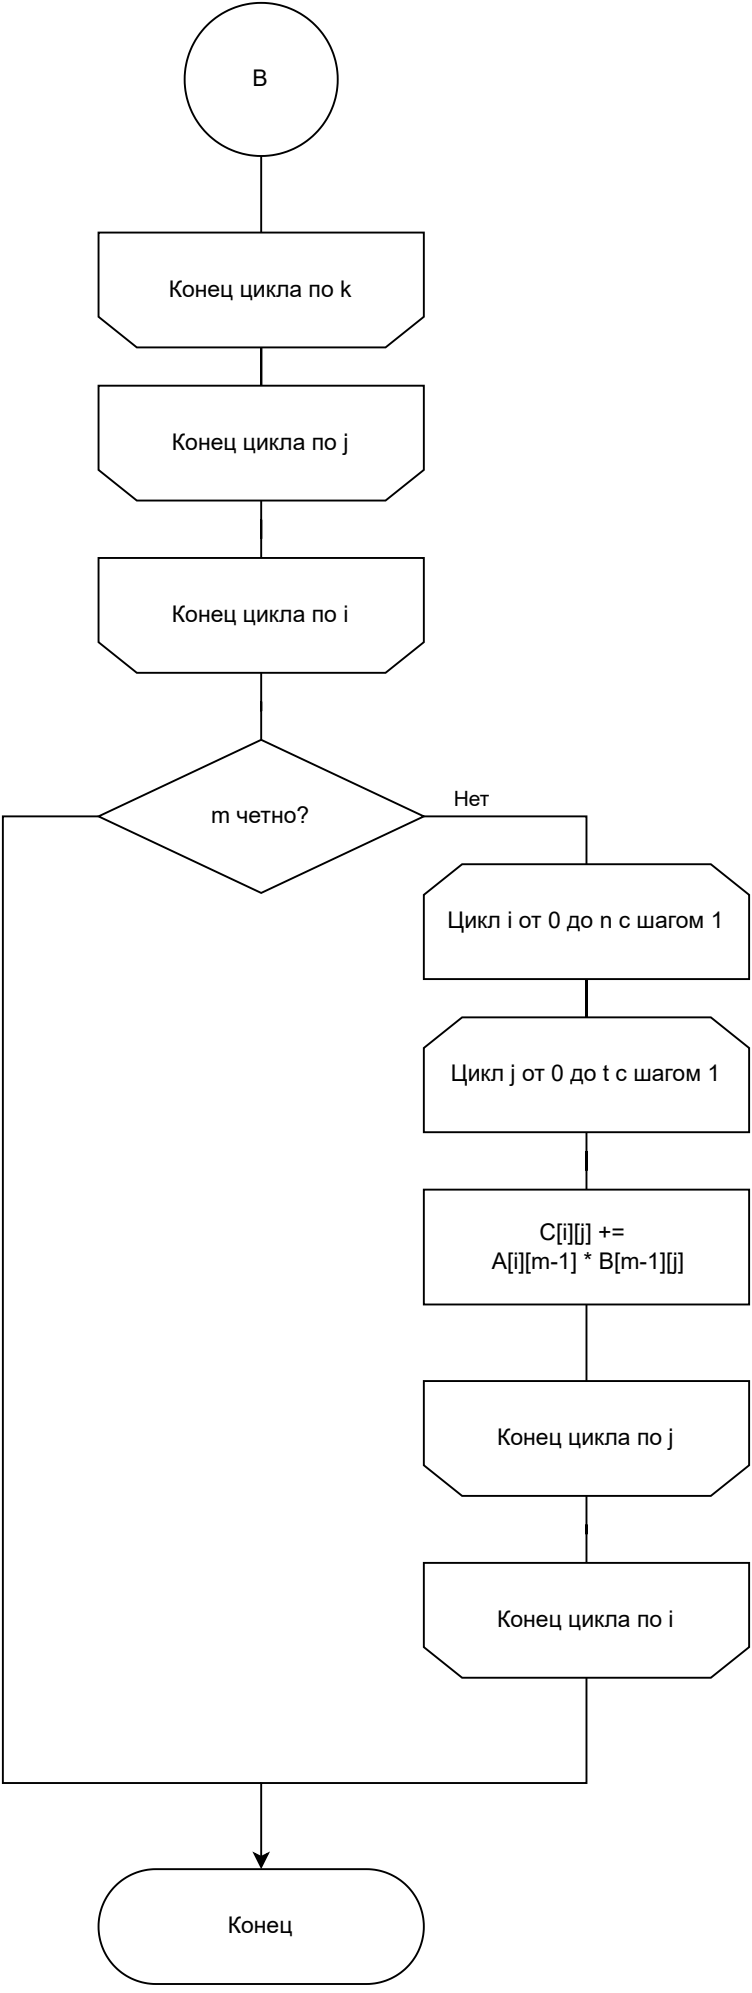 B
Конец цикла по k
Конец цикла по j
Конец цикла по i
m четно?
Нет
Цикл i от 0 до n с шагом 1
Цикл j от 0 до t с шагом 1
C[i][j] +=
A[i][m-1] * B[m-1][j]
Конец цикла по j
Конец цикла по i
Конец